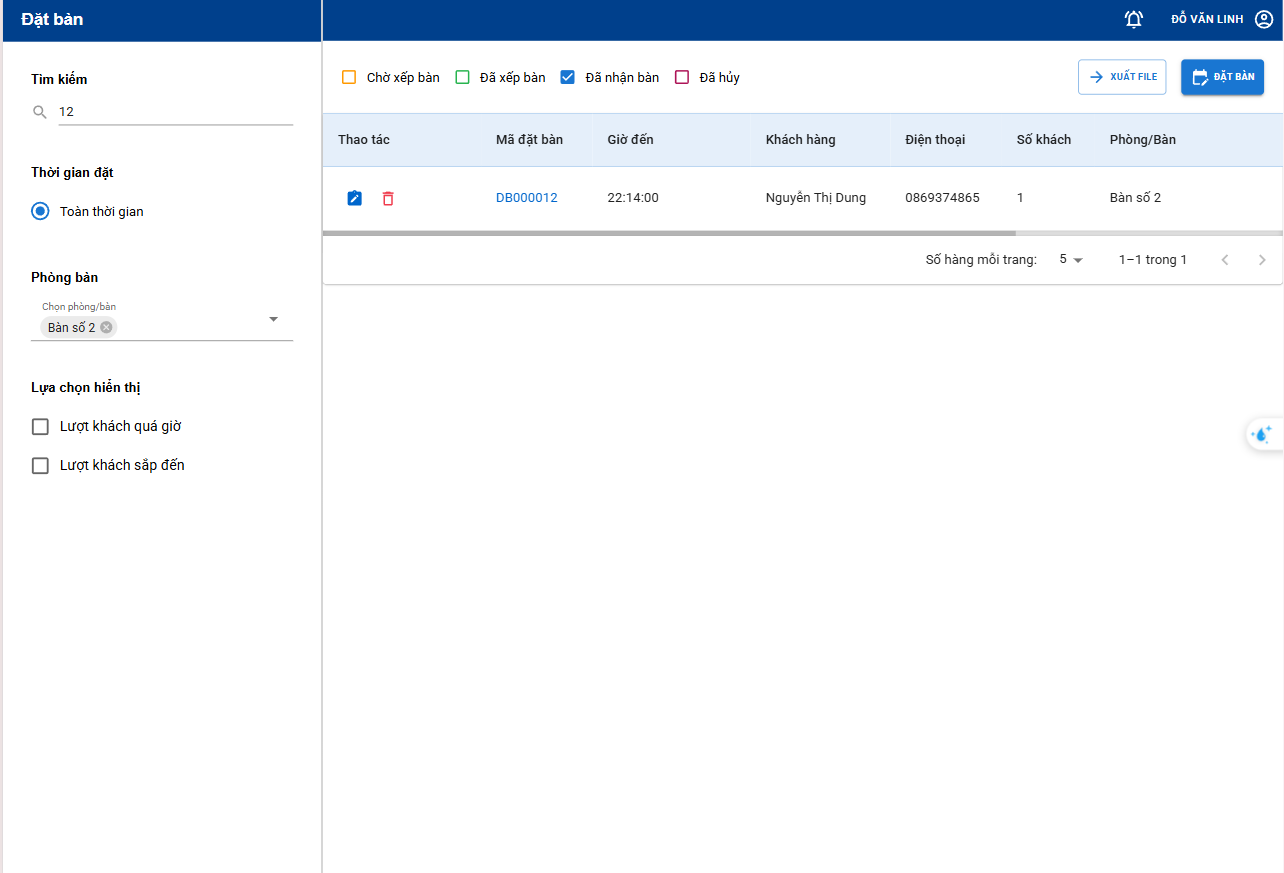 Đặt bàn
ĐỖ VĂN LINH
Tìm kiếm
12
Thời gian đặt
Toàn thời gian
Phòng bàn
Chọn phòng/bàn
Bàn số 2
Lựa chọn hiển thị
Lượt khách quá giờ
Lượt khách sắp đến
Chờ xếp bàn Đã xếp bàn Đã nhận bàn Đã hủy
XUẤT FILE ĐẶT BÀN
Thao tác Mã đặt bàn Giờ đến Khách hàng Điện thoại Số khách Phòng/Bàn
DB000012 22:14:00 Nguyễn Thị Dung 0869374865 1 Bàn số 2
Số hàng mỗi trang: 5 1–1 trong 1